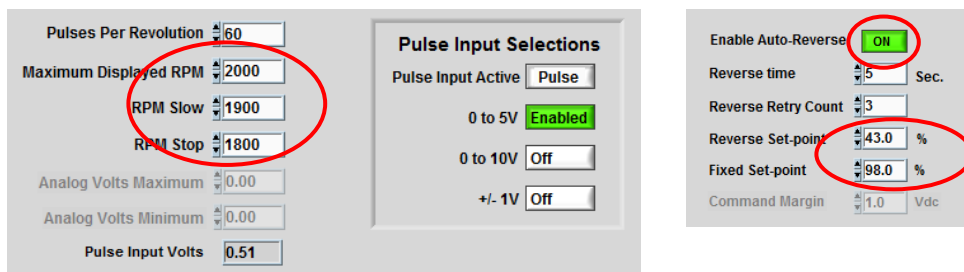 Pulses Per Revolution 60
Maximum Displayed RPM 2000
RPM Slow 1900
RPM Stop 1800
Analog Volts Maximum 0.00
Analog Volts Minimum 0.00
Pulse Input Volts 0.51
Pulse Input Selections
Pulse Input Active Pulse
0 to 5V Enabled
0 to 10V Off
+/- 1V Off
Enable Auto-Reverse ON
Reverse time 5 Sec.
Reverse Retry Count 3
Reverse Set-point 43.0 %
Fixed Set-point 98.0 %
Command Margin 1.0 Vdc